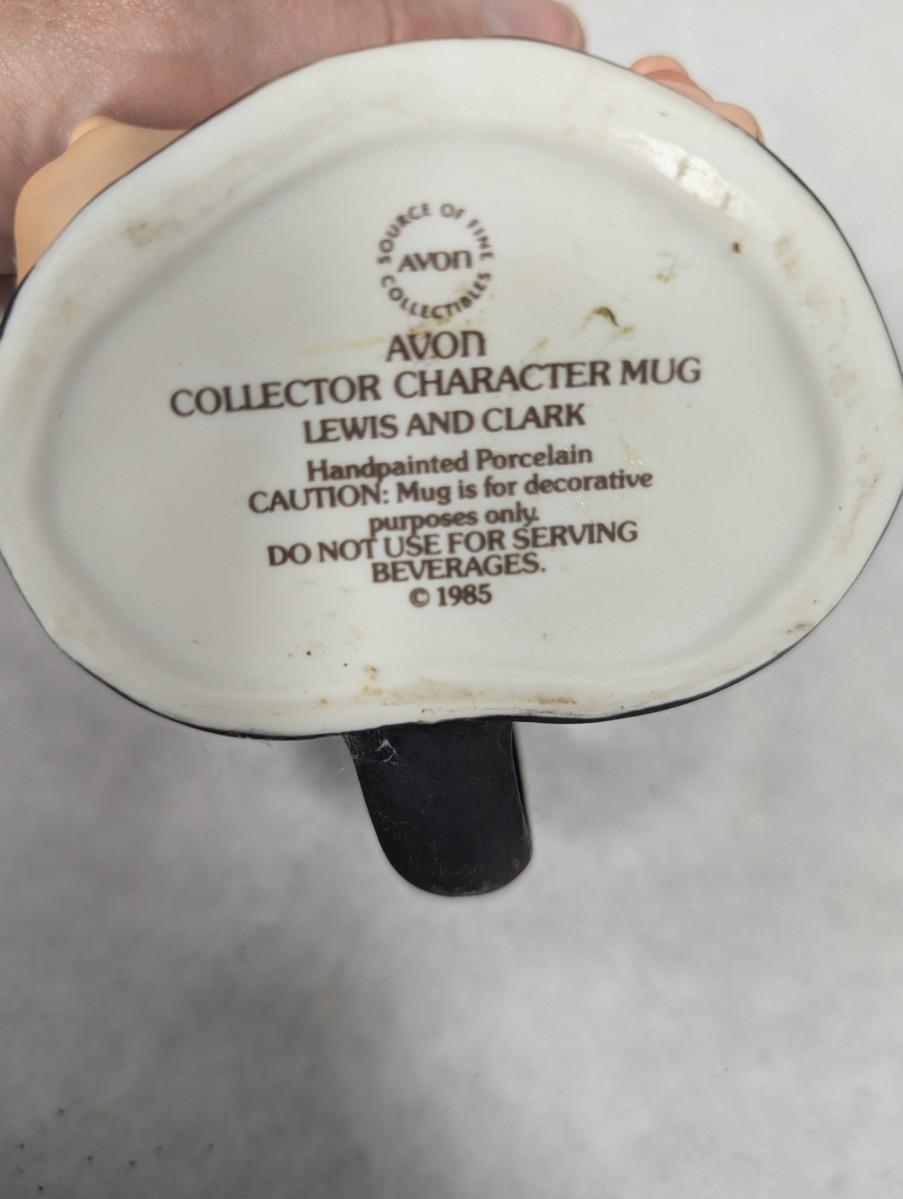 SOURCE OF FINE
AVON
COLLECTIBLES
AVON
COLLECTOR CHARACTER MUG
LEWIS AND CLARK
Handpainted Porcelain
CAUTION: Mug is for decorative
purposes only.
DO NOT USE FOR SERVING
BEVERAGES.
© 1985